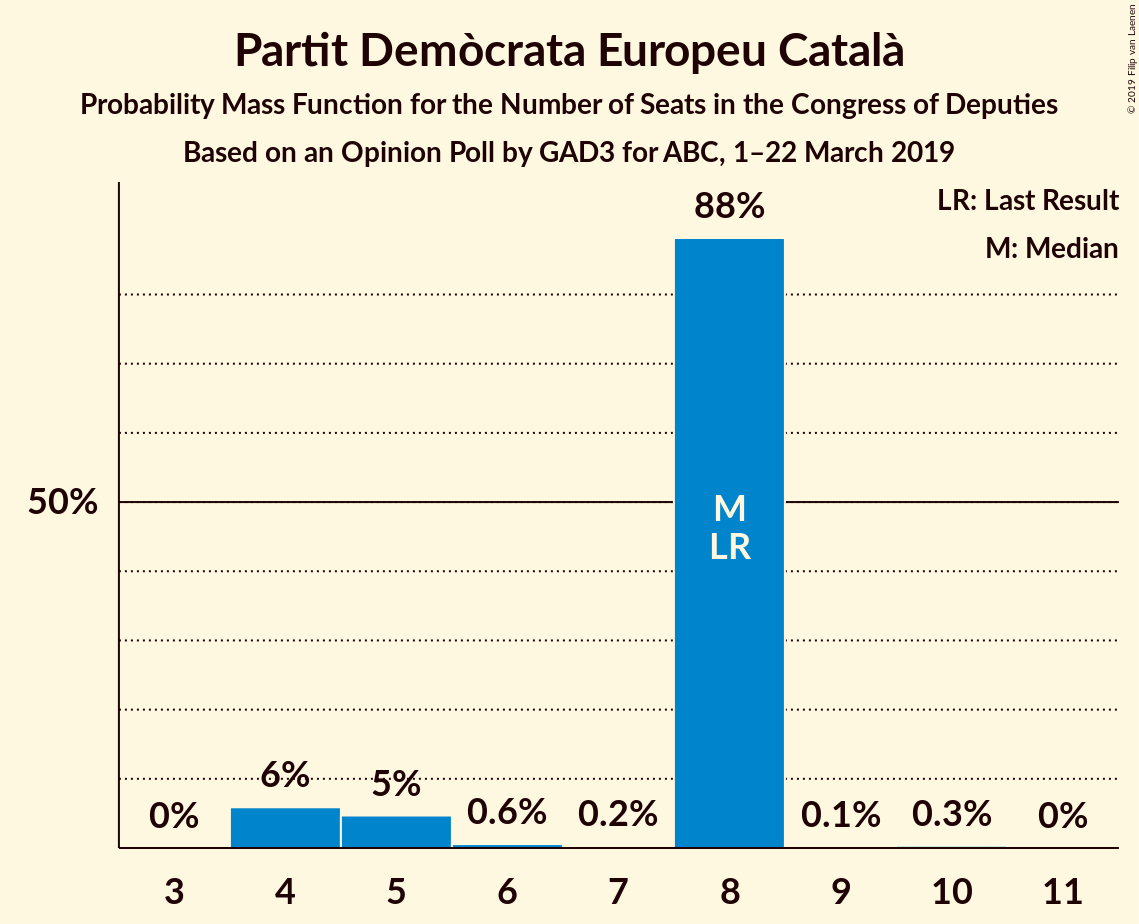 Partit Demòcrata Europeu Català
Probability Mass Function for the Number of Seats in the Congress of Deputies
Based on an Opinion Poll by GAD3 for ABC, 1–22 March 2019
© 2019 Filip van Laenen
LR: Last Result
M: Median
88%
50%
M
LR
0%
6%
5%
0.6%
0.2%
0.1%
0.3%
0%
3 4 5 6 7 8 9 10 11